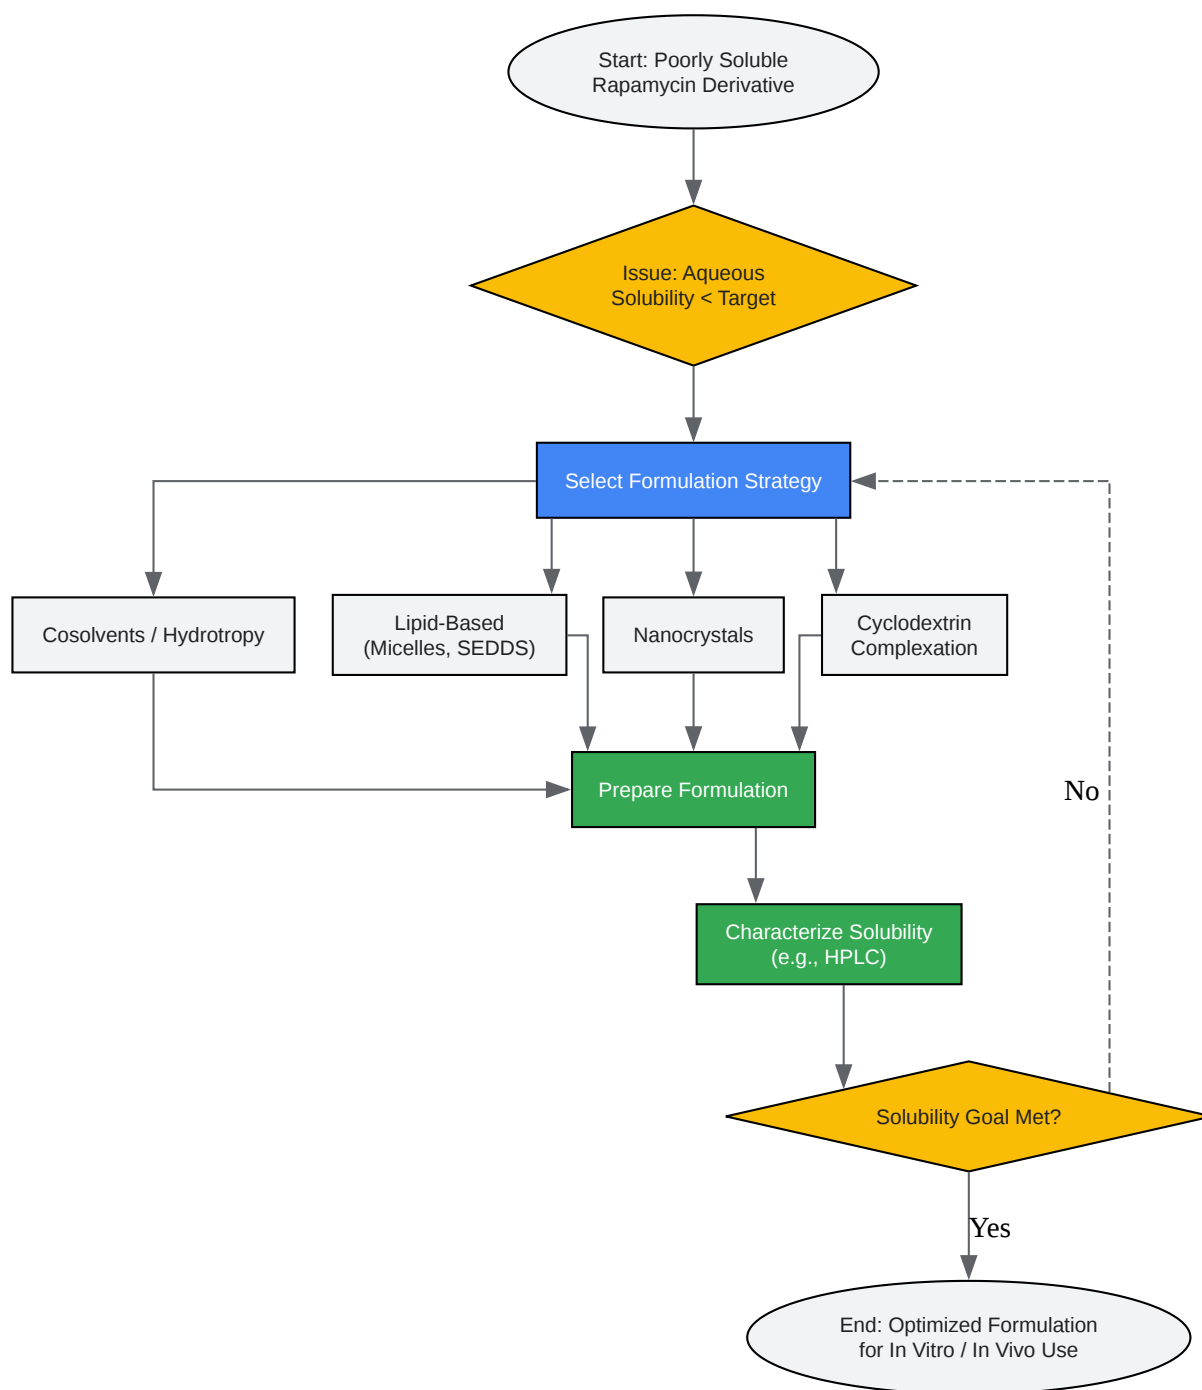 Start: Poorly Soluble
Rapamycin Derivative
Issue: Aqueous
Solubility < Target
Select Formulation Strategy
Cosolvents / Hydrotropy
Lipid-Based
(Micelles, SEDDS)
Nanocrystals
Cyclodextrin
Complexation
Prepare Formulation
No
Characterize Solubility
(e.g., HPLC)
Solubility Goal Met?
Yes
End: Optimized Formulation
for In Vitro / In Vivo Use